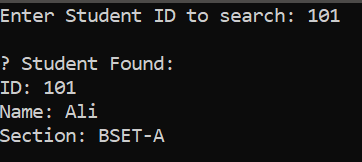 Enter Student ID to search: 101
? Student Found:
ID: 101
Name: Ali
Section: BSET-A